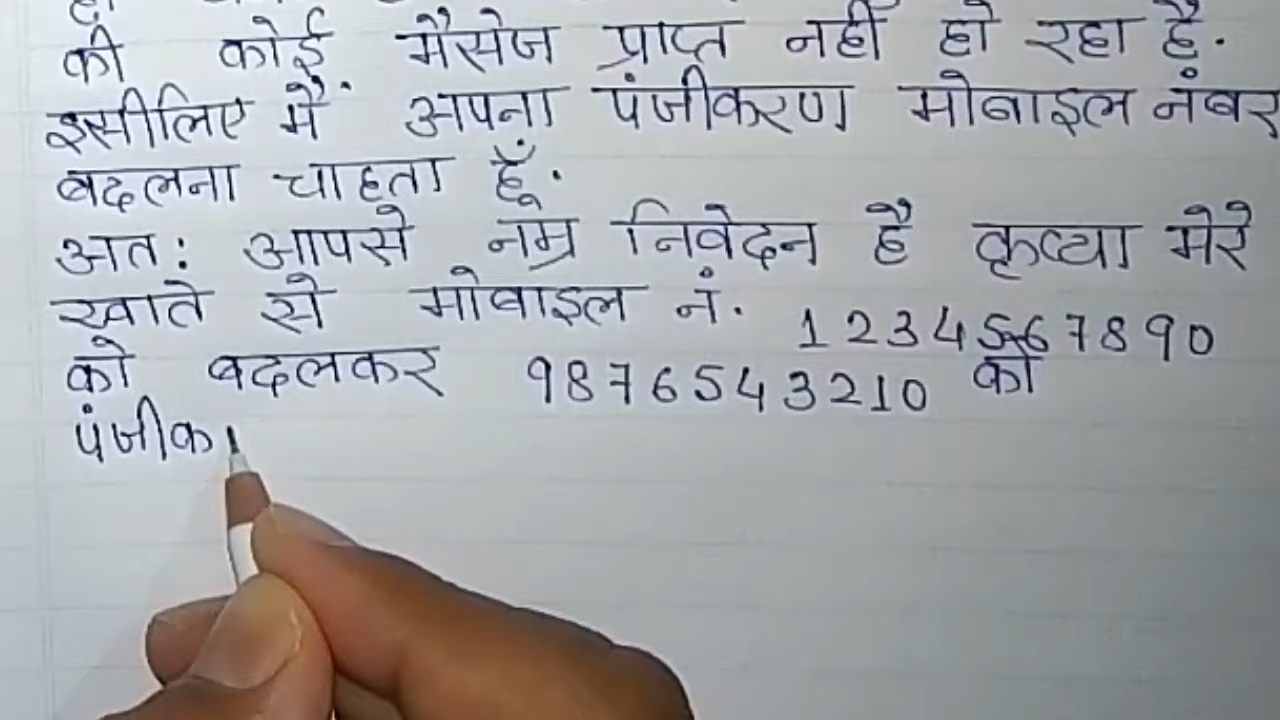 की कोई मैसेज प्राप्त नहीं हो रहा है.
इसीलिए मैं अपना पंजीकरण मोबाइल नंबर
बदलना चाहता हूँ.
अत: आपसे नम्र निवेदन है कृप्या मेरे
खाते से मोबाइल नं. 1234567890
को बदलकर 9876543210 को
पंजीक